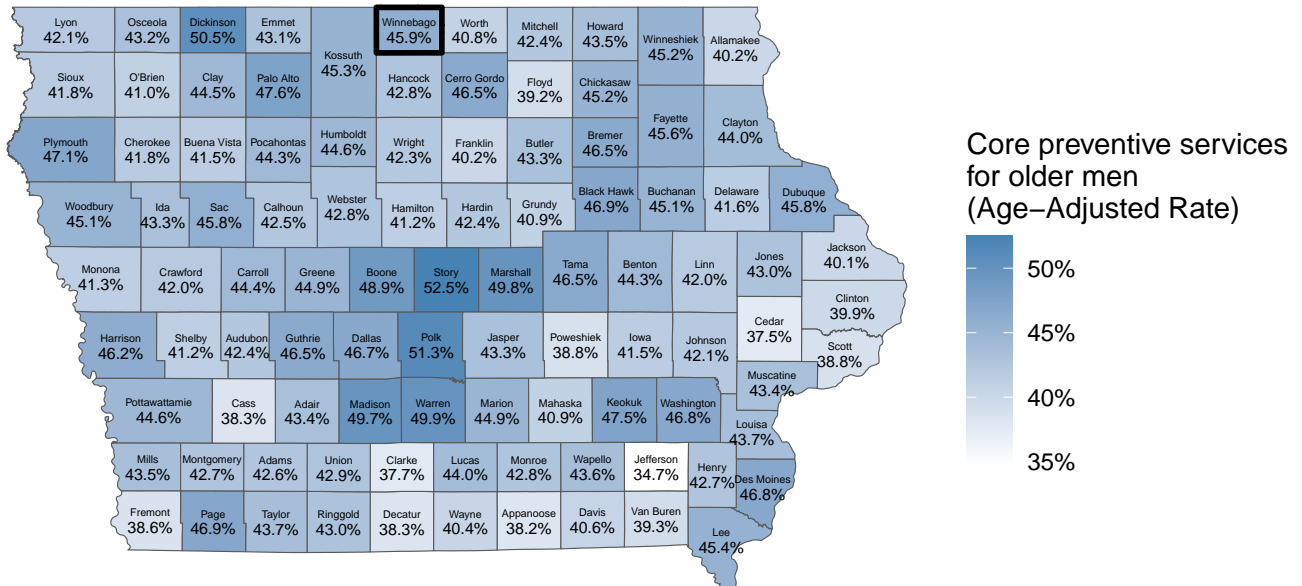 Lyon
42.1%
Osceola
43.2%
Dickinson
50.5%
Emmet
43.1%
Winnebago
45.9%
Worth
40.8%
Mitchell
42.4%
Howard
43.5%
Winneshiek
45.2%
Allamakee
40.2%
Kossuth
45.3%
Sioux
41.8%
O'Brien
41.0%
Clay
44.5%
Palo Alto
47.6%
Hancock
42.8%
Cerro Gordo
46.5%
Floyd
39.2%
Chickasaw
45.2%
Fayette
45.6%
Clayton
44.0%
Plymouth
47.1%
Cherokee
41.8%
Buena Vista
41.5%
Pocahontas
44.3%
Humboldt
44.6%
Wright
42.3%
Franklin
40.2%
Butler
43.3%
Bremer
46.5%
Woodbury
45.1%
Ida
43.3%
Sac
45.8%
Calhoun
42.5%
Webster
42.8%
Hamilton
41.2%
Hardin
42.4%
Grundy
40.9%
Black Hawk
46.9%
Buchanan
45.1%
Delaware
41.6%
Dubuque
45.8%
Monona
41.3%
Crawford
42.0%
Carroll
44.4%
Greene
44.9%
Boone
48.9%
Story
52.5%
Marshall
49.8%
Tama
46.5%
Benton
44.3%
Linn
42.0%
Jones
43.0%
Jackson
40.1%
Clinton
39.9%
Harrison
46.2%
Shelby
41.2%
Audubon
42.4%
Guthrie
46.5%
Dallas
46.7%
Polk
51.3%
Jasper
43.3%
Poweshiek
38.8%
Iowa
41.5%
Johnson
42.1%
Cedar
37.5%
Scott
38.8%
Muscatine
43.4%
Pottawattamie
44.6%
Cass
38.3%
Adair
43.4%
Madison
49.7%
Warren
49.9%
Marion
44.9%
Mahaska
40.9%
Keokuk
47.5%
Washington
46.8%
Louisa
43.7%
Mills
43.5%
Montgomery
42.7%
Adams
42.6%
Union
42.9%
Clarke
37.7%
Lucas
44.0%
Monroe
42.8%
Wapello
43.6%
Jefferson
34.7%
Henry
42.7%
Des Moines
46.8%
Fremont
38.6%
Page
46.9%
Taylor
43.7%
Ringgold
43.0%
Decatur
38.3%
Wayne
40.4%
Appanoose
38.2%
Davis
40.6%
Van Buren
39.3%
Lee
45.4%
Core preventive services
for older men
(Age−Adjusted Rate)
50%
45%
40%
35%